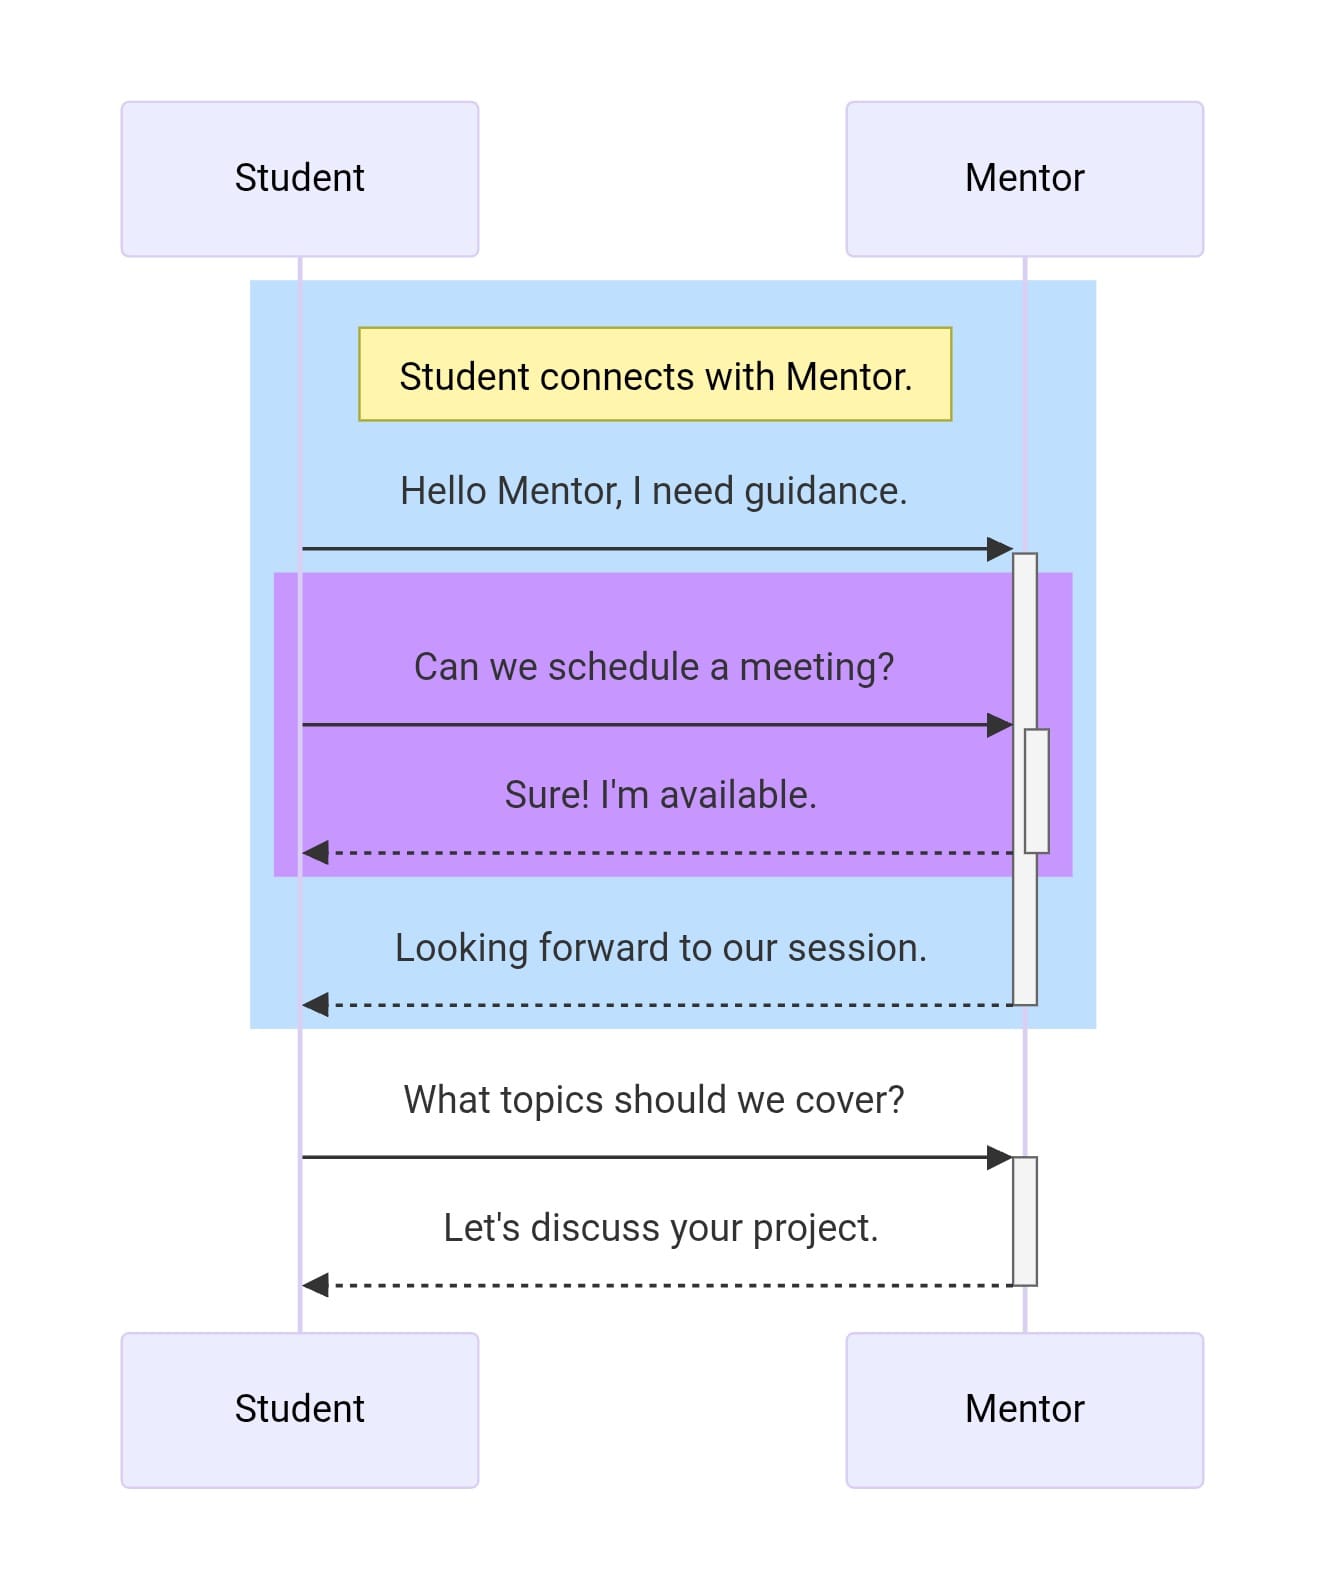 Student
Mentor
Student connects with Mentor.
Hello Mentor, I need guidance.
Can we schedule a meeting?
Sure! I'm available.
Looking forward to our session.
What topics should we cover?
Let's discuss your project.
Student
Mentor